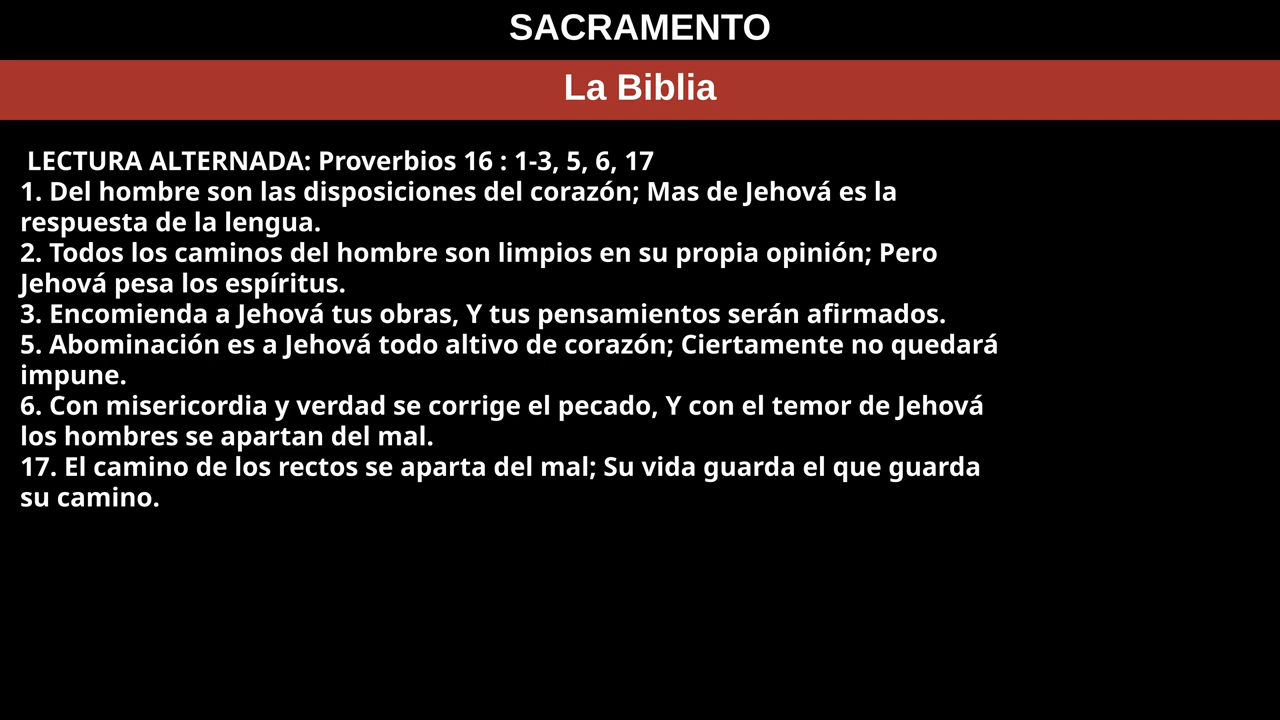 SACRAMENTO
La Biblia
LECTURA ALTERNADA: Proverbios 16 : 1-3, 5, 6, 17
1. Del hombre son las disposiciones del corazón; Mas de Jehová es la
respuesta de la lengua.
2. Todos los caminos del hombre son limpios en su propia opinión; Pero
Jehová pesa los espíritus.
3. Encomienda a Jehová tus obras, Y tus pensamientos serán afirmados.
5. Abominación es a Jehová todo altivo de corazón; Ciertamente no quedará
impune.
6. Con misericordia y verdad se corrige el pecado, Y con el temor de Jehová
los hombres se apartan del mal.
17. El camino de los rectos se aparta del mal; Su vida guarda el que guarda
su camino.